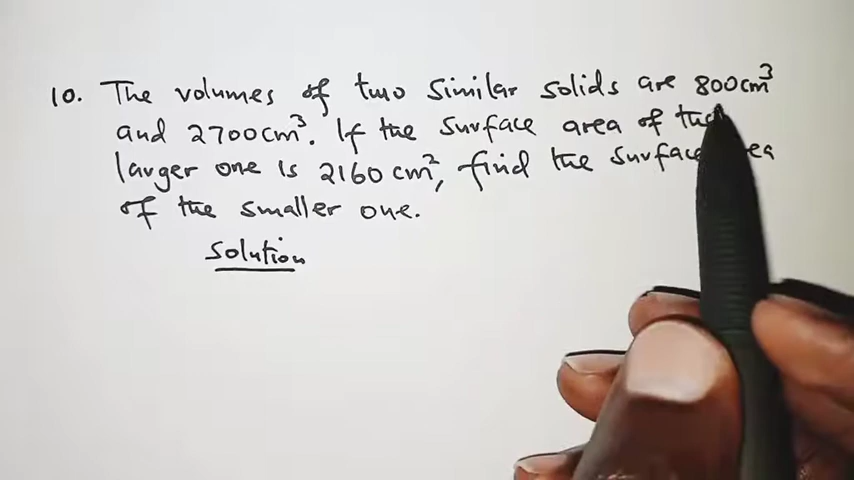 10. The volumes of two similar solids are 800cm³
and 2700cm³. If the surface area of the
larger one is 2160 cm², find the surface
of the smaller one.
Solution